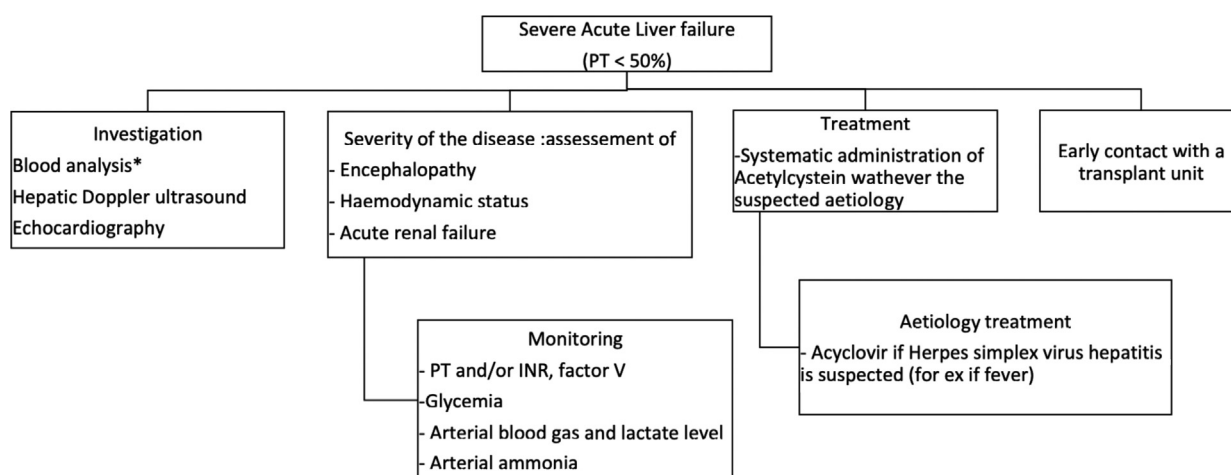 Severe Acute Liver failure
(PT < 50%)
Investigation
Blood analysis*
Hepatic Doppler ultrasound
Echocardiography
Severity of the disease :assessement of
- Encephalopathy
- Haemodynamic status
- Acute renal failure
Treatment
-Systematic administration of
Acetylcystein wathever the
suspected aetiology
Early contact with a
transplant unit
Monitoring
- PT and/or INR, factor V
-Glycemia
- Arterial blood gas and lactate level
- Arterial ammonia
Aetiology treatment
- Acyclovir if Herpes simplex virus hepatitis
is suspected (for ex if fever)